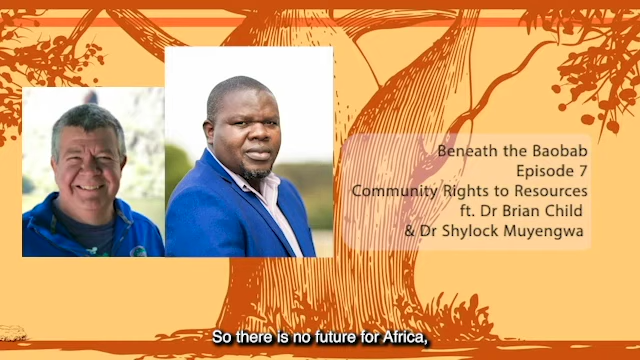 Beneath the Baobab
Episode 7
Community Rights to Resources
ft. Dr Brian Child
& Dr Shylock Muyengwa
So there is no future for Africa,